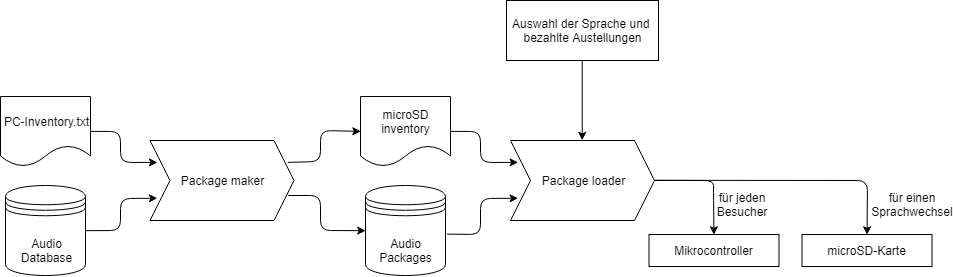 Auswahl der Sprache und
bezahlte Austellungen
PC-Inventory.txt
microSD
inventory
Package maker
Package loader
Audio
Database
Audio
Packages
für jeden
Besucher
für einen
Sprachwechsel
Mikrocontroller
microSD-Karte